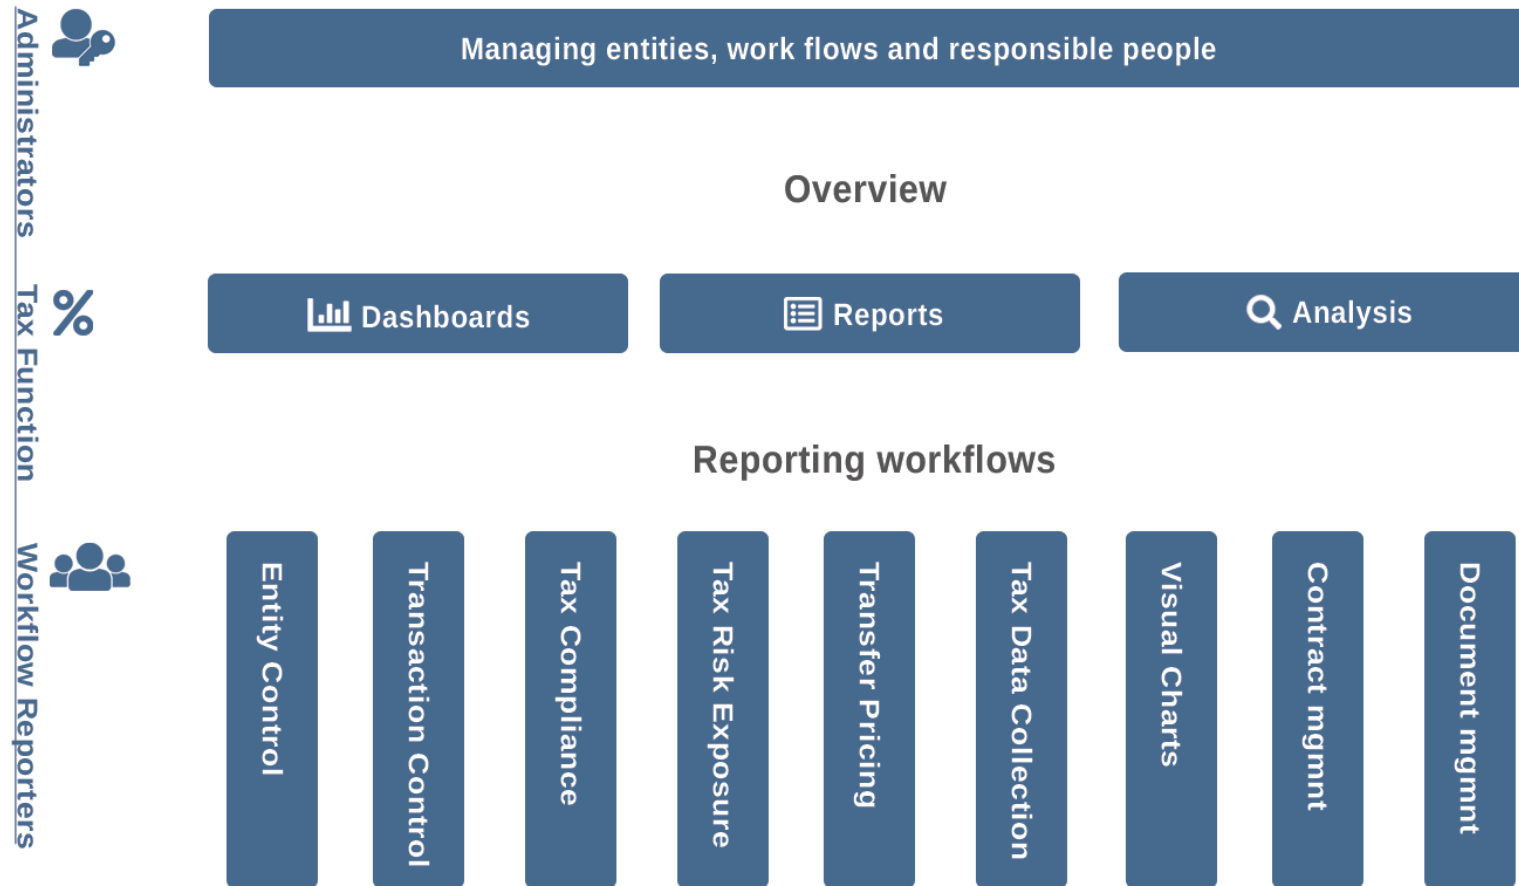 Administrators
Managing entities, work flows and responsible people
Overview
Tax Function
Dashboards
Reports
Analysis
Reporting workflows
Workflow Reporters
Entity Control
Transaction Control
Tax Compliance
Tax Risk Exposure
Transfer Pricing
Tax Data Collection
Visual Charts
Contract mgmnt
Document mgmnt